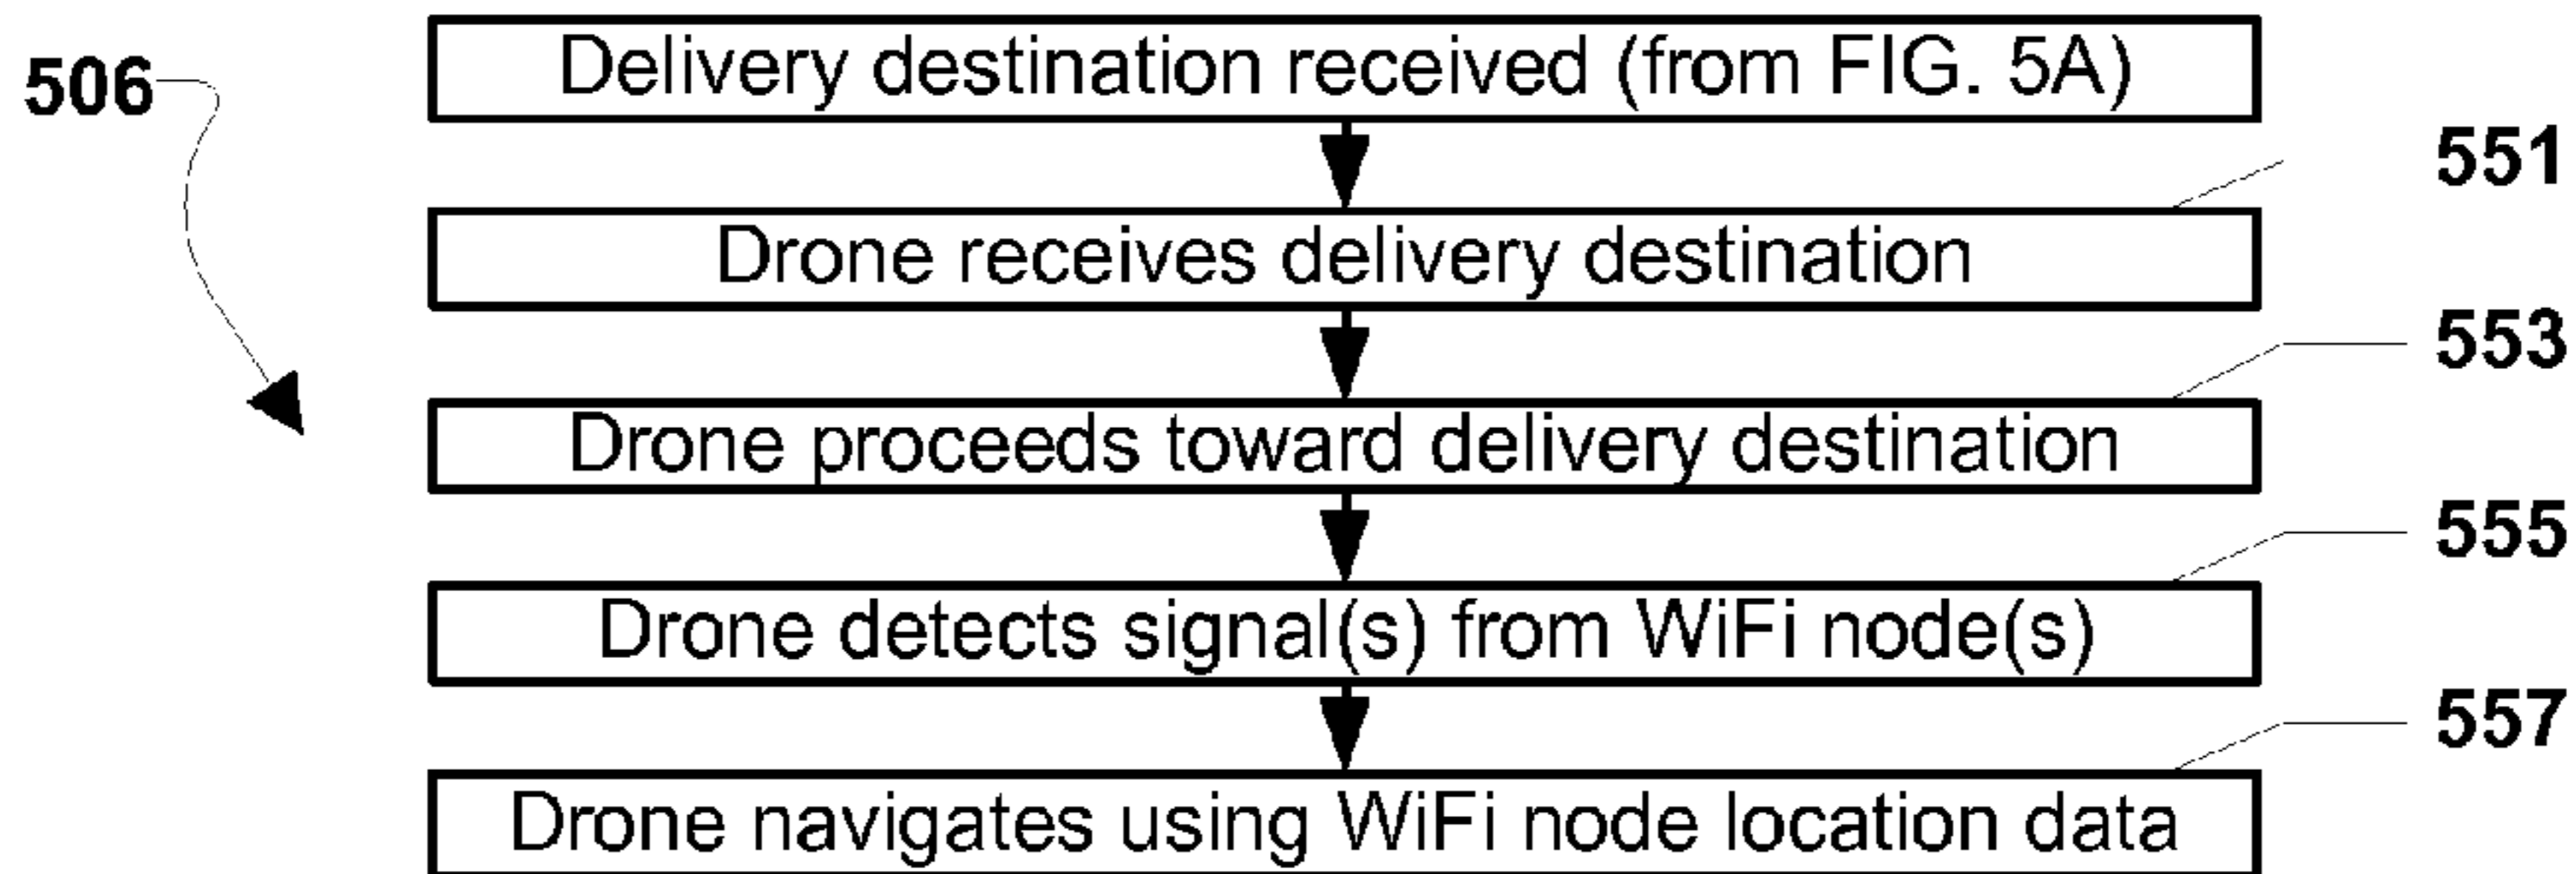 506
Delivery destination received (from FIG. 5A)
551
Drone receives delivery destination
553
Drone proceeds toward delivery destination
555
Drone detects signal(s) from WiFi node(s)
557
Drone navigates using WiFi node location data